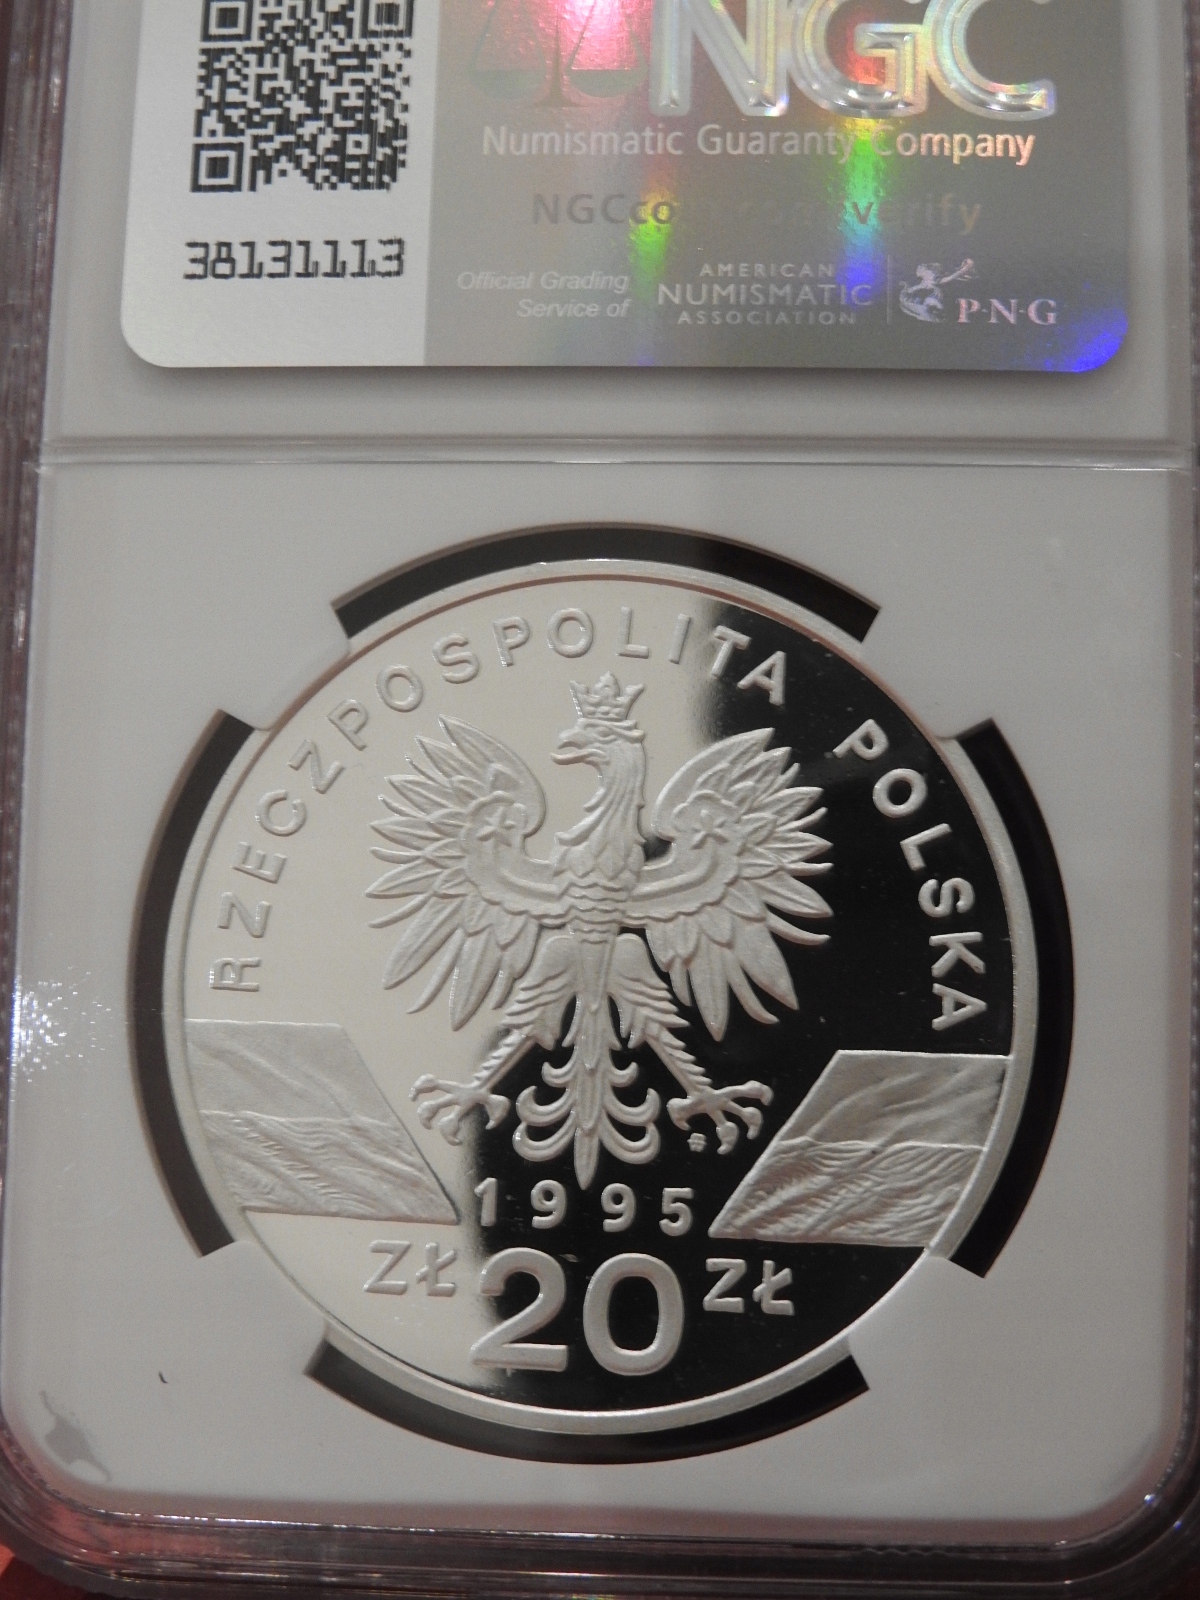 NGC
Numismatic Guaranty Company
38131113
Official Grading
Service of
AMERICAN
NUMISMATIC
ASSOCIATION
P·N·G
RZECZPOSPOLITA POLSKA
1995
ZŁ 20 ZŁ